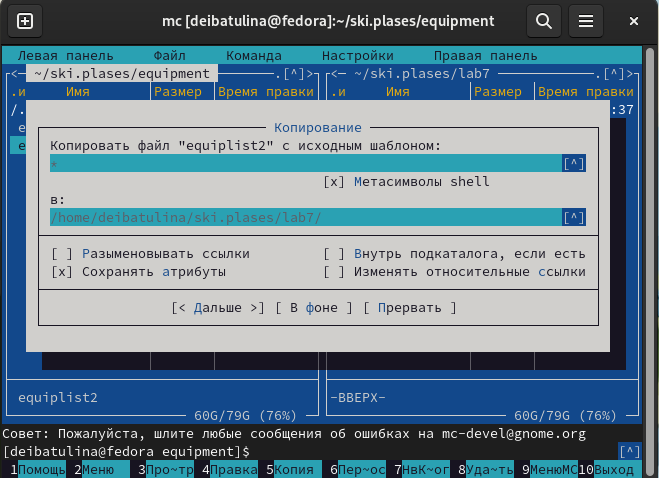 mc [deibatulina@fedora]:~/ski.plases/equipment
Левая панель Файл Команда Настройки Правая панель
~/ski.plases/equipment .[^]> <─ ~/ski.plases/lab7 .[^]>
.и Имя Размер Время правки .и Имя Размер Время правки
/. :37
Копирование
Копировать файл "equiplist2" с исходным шаблоном:
* [^]
[x] Метасимволы shell
в:
/home/deibatulina/ski.plases/lab7/ [^]
[ ] Разыменовывать ссылки [ ] Внутрь подкаталога, если есть
[x] Сохранять атрибуты [ ] Изменять относительные ссылки
[< Дальше >] [ В фоне ] [ Прервать ]
equiplist2 -ВВЕРХ-
60G/79G (76%) 60G/79G (76%)
Совет: Пожалуйста, шлите любые сообщения об ошибках на mc-devel@gnome.org
[deibatulina@fedora equipment]$ [^]
1Помощь 2Меню 3Про~тр 4Правка 5Копия 6Пер~ос 7НвК~ог 8Уда~ть 9МенюМС 10Выход